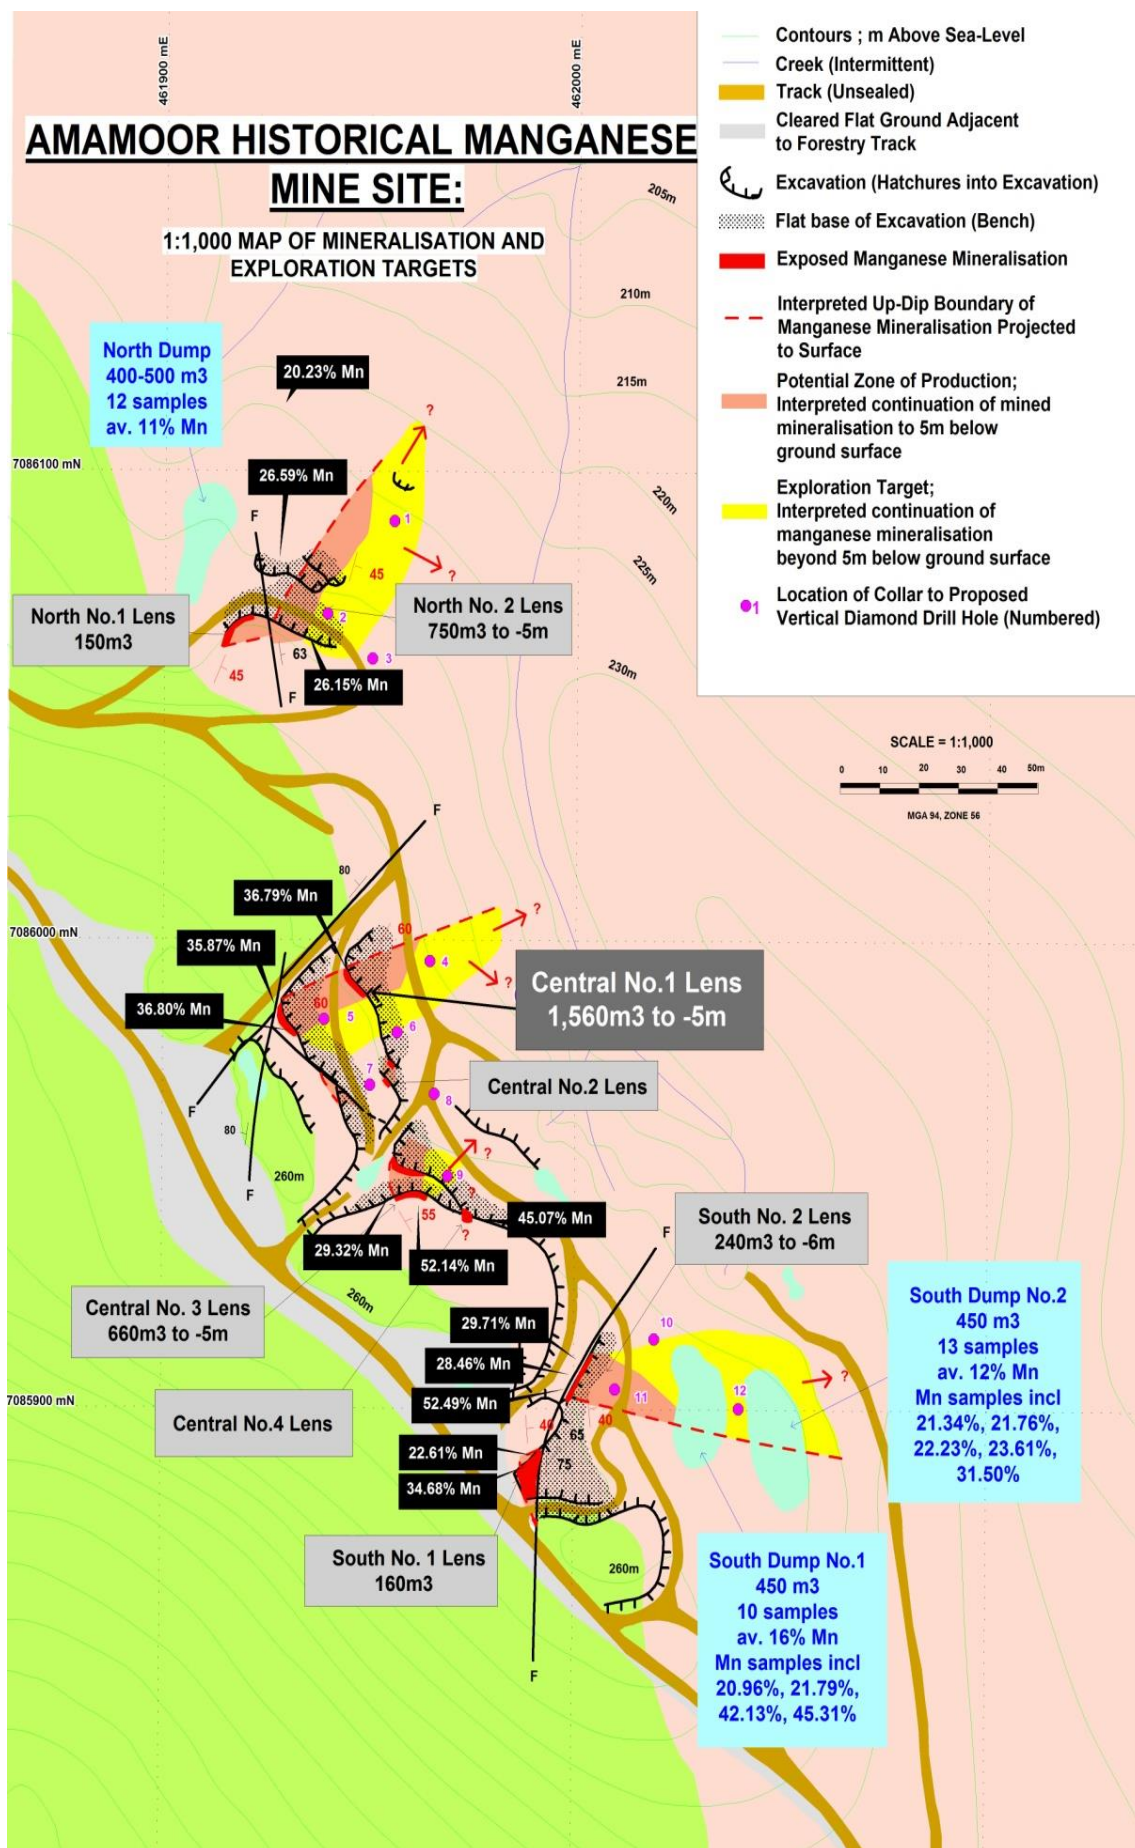 461900 mE
462000 mE
AMAMOOR HISTORICAL MANGANESE
MINE SITE:
1:1,000 MAP OF MINERALISATION AND
EXPLORATION TARGETS
Contours ; m Above Sea-Level
Creek (Intermittent)
Track (Unsealed)
Cleared Flat Ground Adjacent
to Forestry Track
Excavation (Hatchures into Excavation)
Flat base of Excavation (Bench)
Exposed Manganese Mineralisation
Interpreted Up-Dip Boundary of
Manganese Mineralisation Projected
to Surface
Potential Zone of Production;
Interpreted continuation of mined
mineralisation to 5m below
ground surface
Exploration Target;
Interpreted continuation of
manganese mineralisation
beyond 5m below ground surface
1
Location of Collar to Proposed
Vertical Diamond Drill Hole (Numbered)
SCALE = 1:1,000
0 10 20 30 40 50m
MGA 94, ZONE 56
205m
210m
215m
220m
225m
230m
North Dump
400-500 m3
12 samples
av. 11% Mn
20.23% Mn
?
7086100 mN
26.59% Mn
F
1
45
?
North No.1 Lens
150m3
2
North No. 2 Lens
750m3 to -5m
63
3
45
26.15% Mn
F
F
80
36.79% Mn
7086000 mN
35.87% Mn
60
?
4
?
36.80% Mn
60
5
6
Central No.1 Lens
1,560m3 to -5m
7
Central No.2 Lens
8
F
80
F
260m
9
?
?
55
?
45.07% Mn
29.32% Mn
52.14% Mn
South No. 2 Lens
240m3 to -6m
F
260m
Central No. 3 Lens
660m3 to -5m
29.71% Mn
28.46% Mn
52.49% Mn
10
11
12
?
7085900 mN
Central No.4 Lens
40
40
65
75
22.61% Mn
34.68% Mn
South No. 1 Lens
160m3
260m
F
South Dump No.2
450 m3
13 samples
av. 12% Mn
Mn samples incl
21.34%, 21.76%,
22.23%, 23.61%,
31.50%
South Dump No.1
450 m3
10 samples
av. 16% Mn
Mn samples incl
20.96%, 21.79%,
42.13%, 45.31%